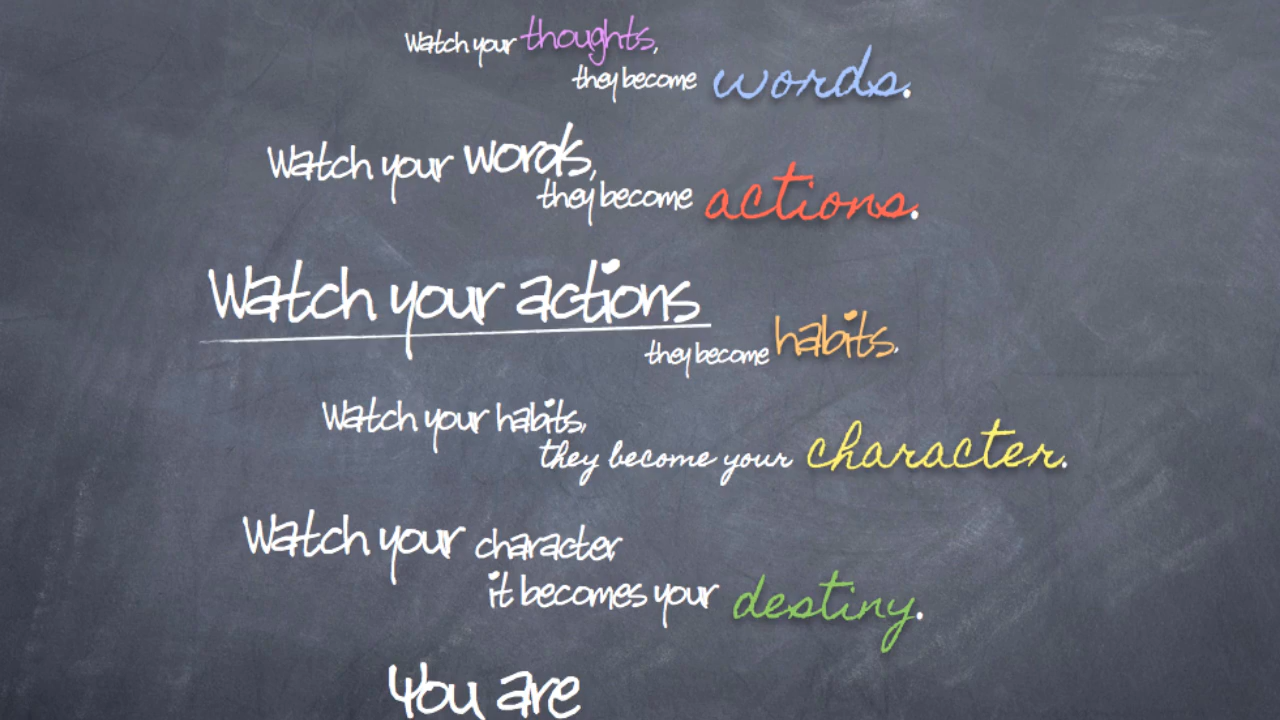 Watch your thoughts,
they become words.
Watch your words,
they become actions.
Watch your actions
they become habits.
Watch your habits,
they become your character.
Watch your character
it becomes your destiny.
You are